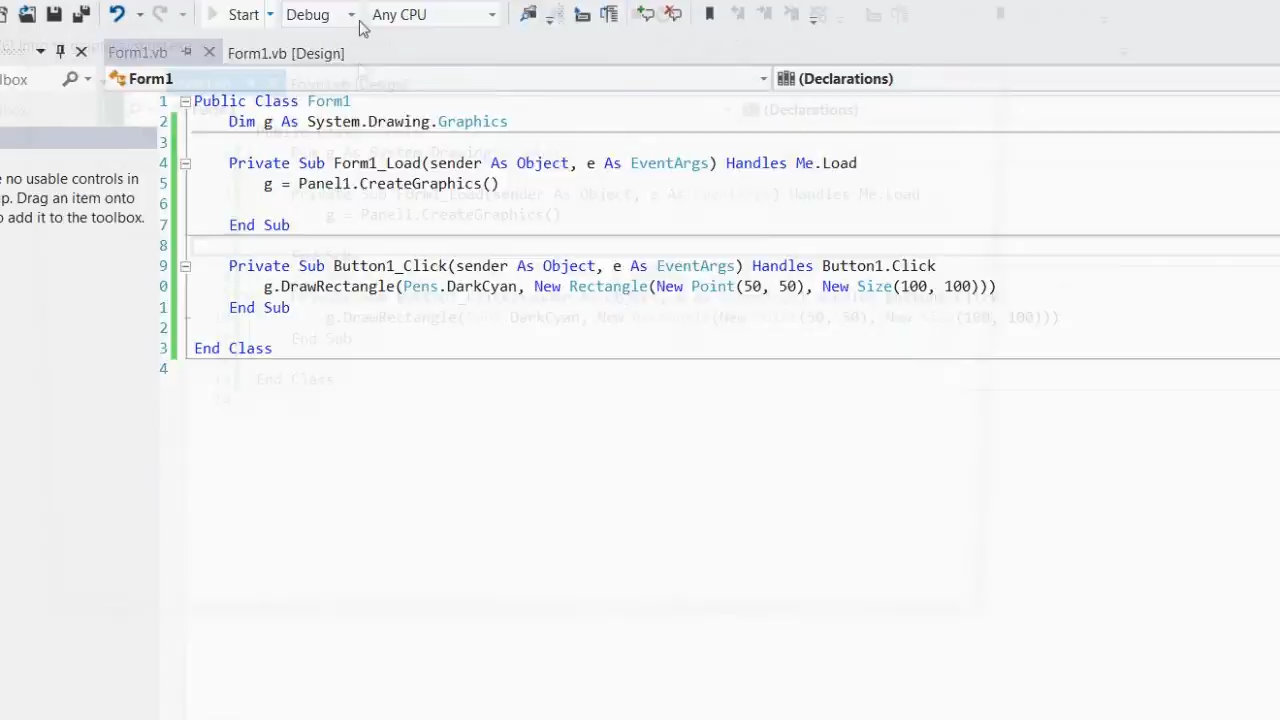 Start Debug Any CPU
Form1.vb Form1.vb [Design]
box Form1 (Declarations)
1 Public Class Form1
2 Dim g As System.Drawing.Graphics
3
4 Private Sub Form1_Load(sender As Object, e As EventArgs) Handles Me.Load
5 g = Panel1.CreateGraphics()
6
7 End Sub
8
9 Private Sub Button1_Click(sender As Object, e As EventArgs) Handles Button1.Click
0 g.DrawRectangle(Pens.DarkCyan, New Rectangle(New Point(50, 50), New Size(100, 100)))
1 End Sub
2
3 End Class
4
e no usable controls in
p. Drag an item onto
o add it to the toolbox.